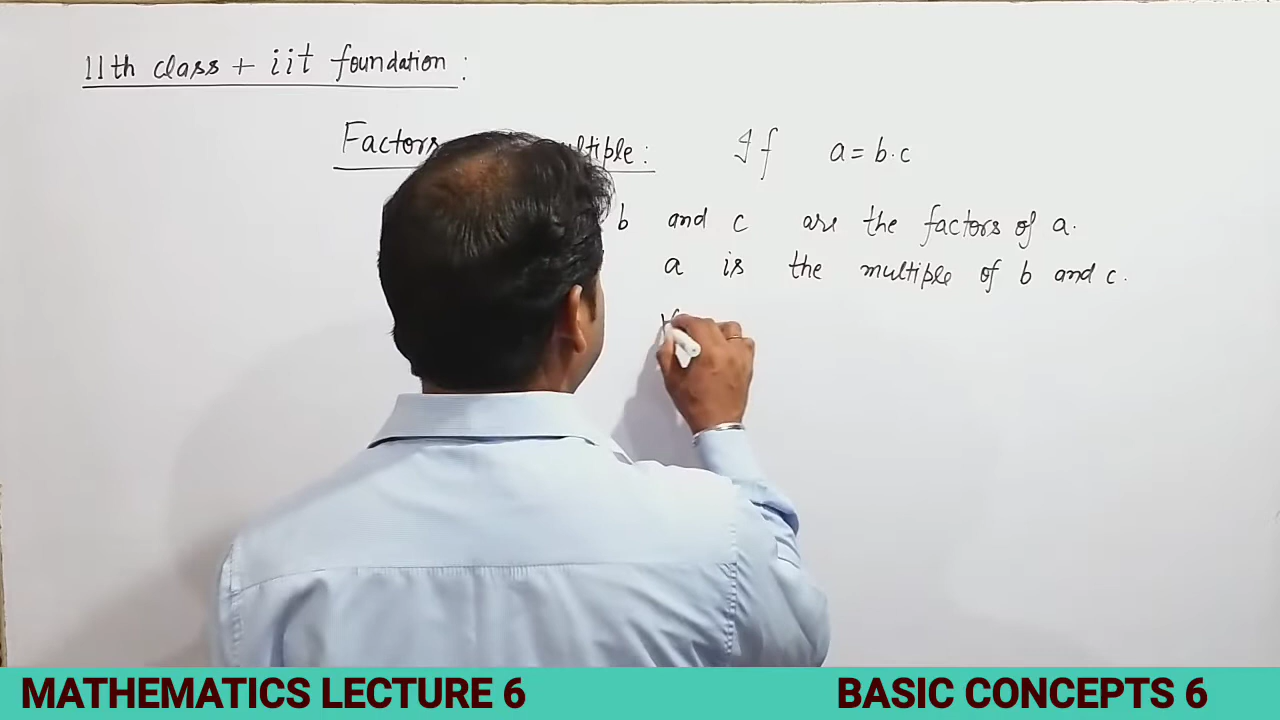 11th class + iit foundation :
Factors ultiple : If a = b·c
b and c are the factors of a.
a is the multiple of b and c.
MATHEMATICS LECTURE 6 BASIC CONCEPTS 6